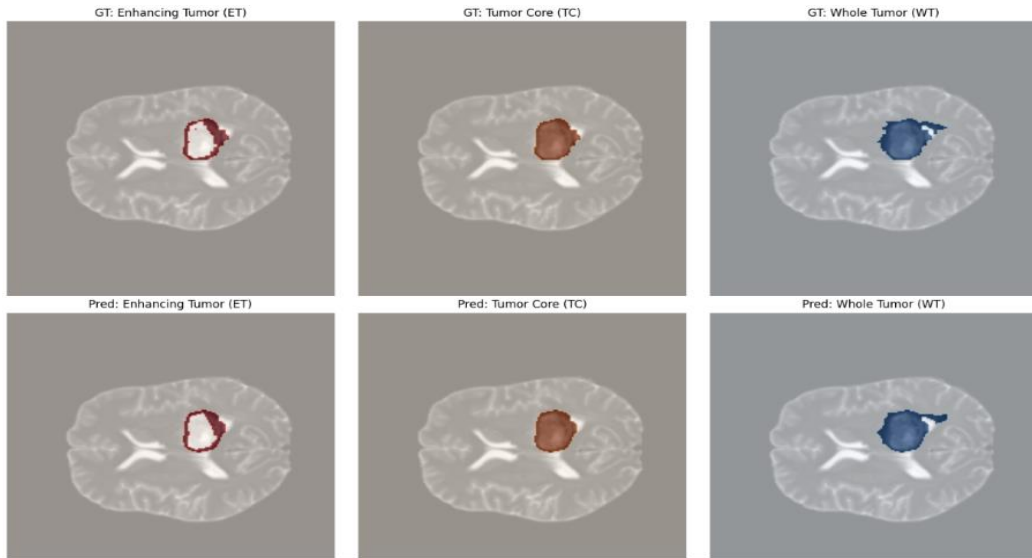 GT: Enhancing Tumor (ET)
GT: Tumor Core (TC)
GT: Whole Tumor (WT)
Pred: Enhancing Tumor (ET)
Pred: Tumor Core (TC)
Pred: Whole Tumor (WT)